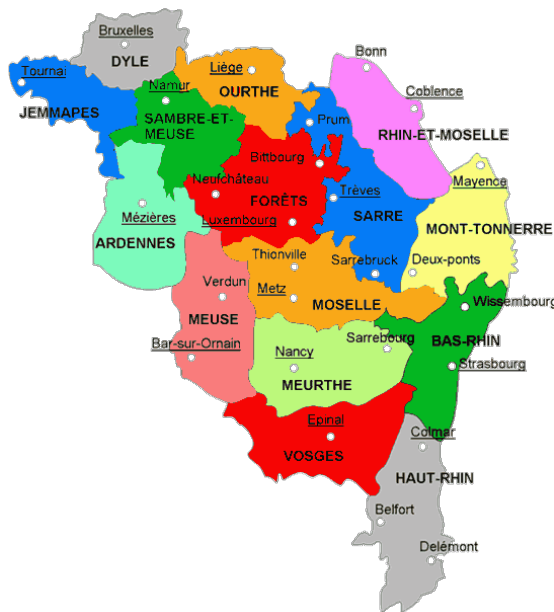 Bruxelles
DYLE
Bonn
Tournai
Liège
Namur
OURTHE
Coblence
JEMMAPES
SAMBRE-ET-
MEUSE
Prum
RHIN-ET-MOSELLE
Bittbourg
Mayence
Neufchâteau
FORÊTS
Trèves
Mézières
Luxembourg
SARRE
MONT-TONNERRE
ARDENNES
Thionville
Sarrebruck
Deux-ponts
Verdun
Metz
MOSELLE
Wissembourg
MEUSE
Bar-sur-Ornain
Sarrebourg
BAS-RHIN
Nancy
Strasbourg
MEURTHE
Epinal
Colmar
VOSGES
HAUT-RHIN
Belfort
Delémont